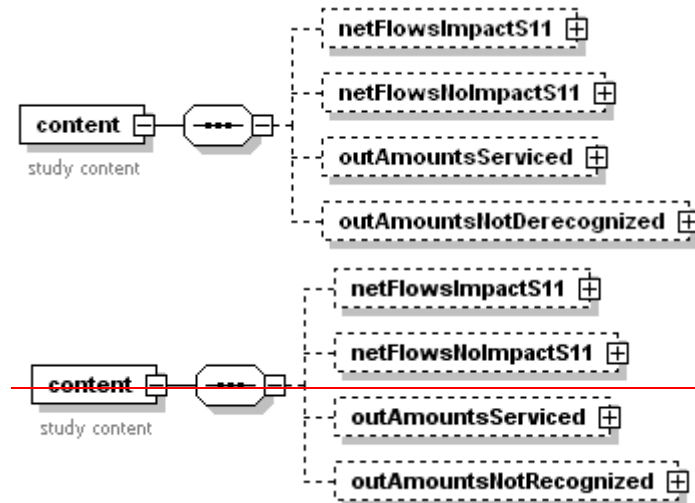 netFlowsImpactS11
netFlowsNoImpactS11
content
study content
outAmountsServiced
outAmountsNotDerecognized
netFlowsImpactS11
netFlowsNoImpactS11
content
study content
outAmountsServiced
outAmountsNotRecognized